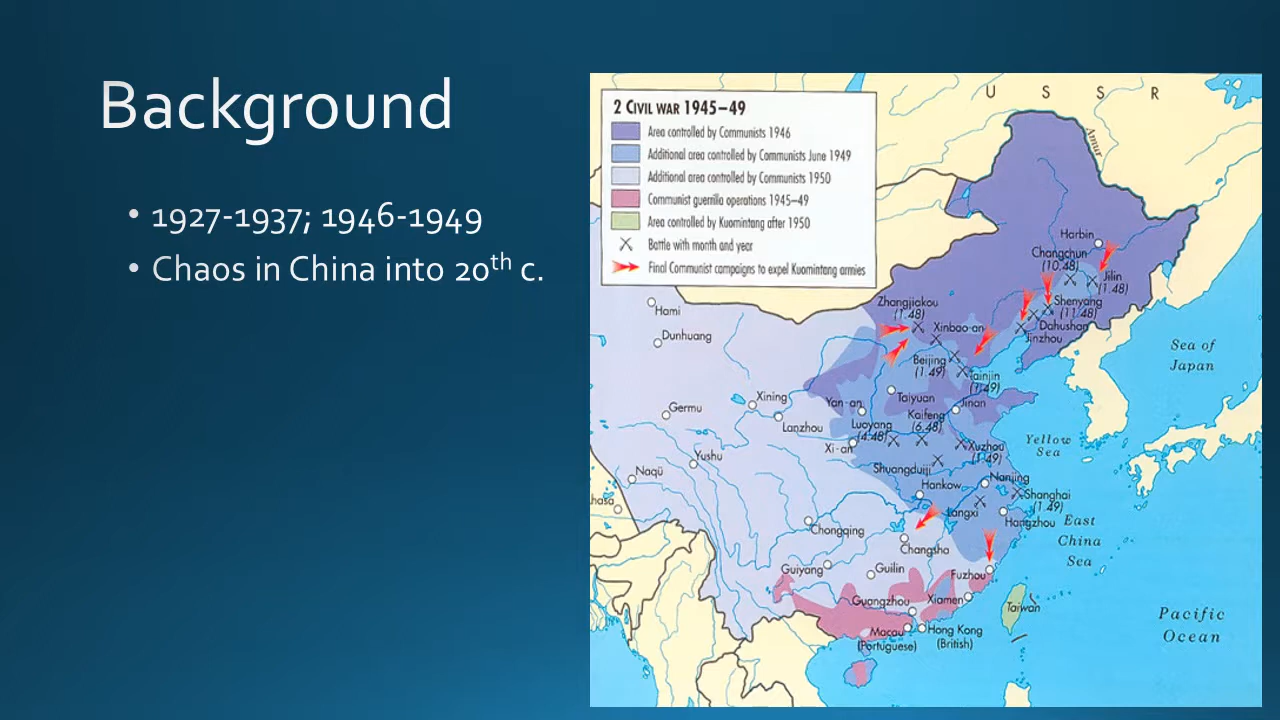 Background
• 1927-1937; 1946-1949
• Chaos in China into 20th c.
2 CIVIL WAR 1945–49
Area controlled by Communists 1946
Additional area controlled by Communists June 1949
Additional area controlled by Communists 1950
Communist guerrilla operations 1945–49
Area controlled by Kuomintang after 1950
Battle with month and year
Final Communist campaigns to expel Kuomintang armies
U S S R
Amur
Harbin
Changchun
(10.48)
Jilin
(1.48)
Zhangjiakou
(1.48)
Shenyang
(11.48)
Hami
Xinbao-an
Dahushan
Jinzhou
Dunhuang
Sea of
Japan
Beijing
(1.49)
ainjin
(1.49)
Xining
Yan-an
Taiyuan
Jinan
Germu
Kaifeng
(6.48)
Lanzhou
Luoyang
(4.48)
Xi-an
Xuzhou
(1.49)
Yellow
Sea
Yushu
Shuangduiji
Naqü
Hankow
Nanjing
hasa
Shanghai
(1.49)
Langxi
Hangzhou
East
China
Sea
Chongqing
Changsha
Guiyang
Guilin
Fuzhou
Guangzhou
Xiamen
Taiwan
Pacific
Ocean
Macau
(Portuguese)
Hong Kong
(British)